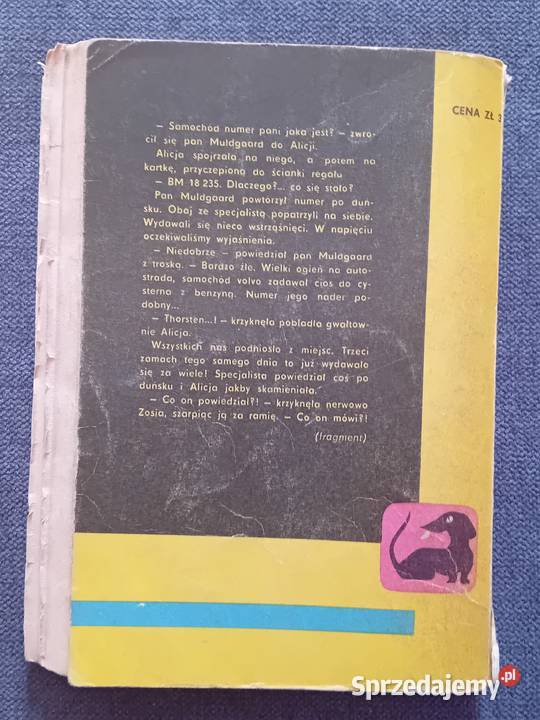 CENA ZŁ 3
— Samochód numer pani jaka jest? — zwró-
cił się pan Muldgaard do Alicji.
Alicja spojrzała na niego, a potem na
kartkę, przyczepioną do ścianki regału
— BM 18 235. Dlaczego?... co się stało?
Pan Muldgaard powtórzył numer po duń-
sku. Obaj ze specjalistą popatrzyli na siebie.
Wydawali się nieco wstrząśnięci. W napięciu
oczekiwaliśmy wyjaśnienia.
— Niedobrze — powiedział pan Muldgaard
z troską. — Bardzo źle. Wielki ogień na auto-
strada, samochód volvo zadawał cios do cy-
sterna z benzyną. Numer jego nader po-
dobny...
— Thorsten...! — krzyknęła pobladła gwałtow-
nie Alicja.
Wszystkich nas podniosło z miejsc. Trzeci
zamach tego samego dnia to już wydawało
się za wiele! Specjalista powiedział coś po
duńsku i Alicja jakby skamieniała.
— Co on powiedział?! — krzyknęła nerwowo
Zosia, szarpiąc ją za ramię. — Co on mówi?!
(fragment)
Sprzedajemy.pl